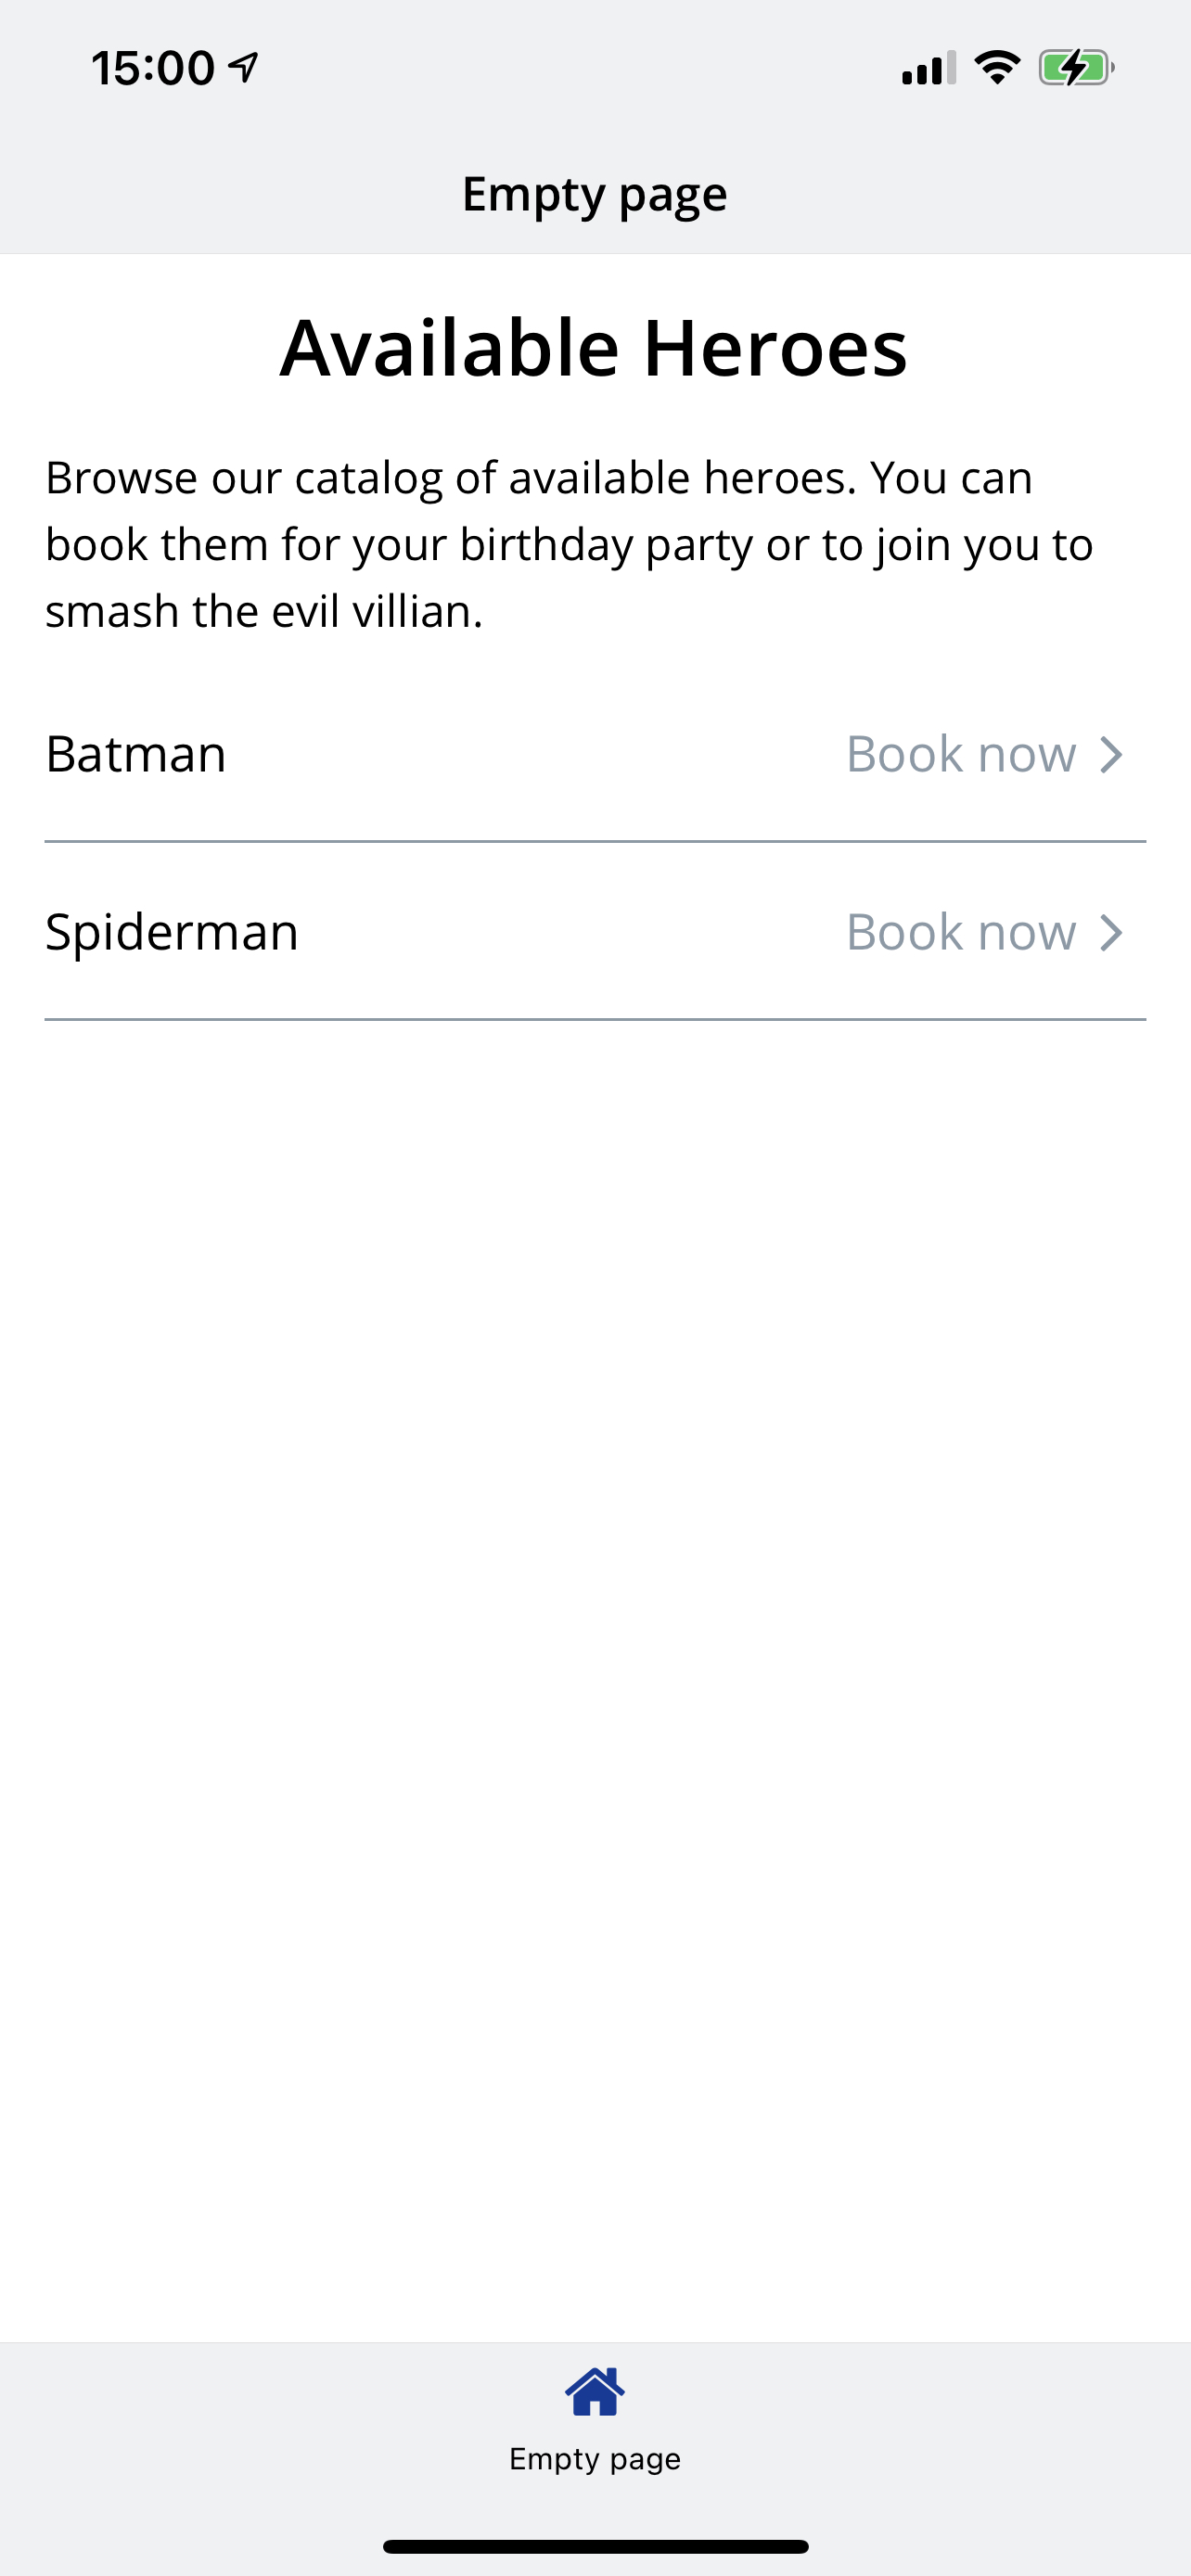 15:00
Empty page
Available Heroes
Browse our catalog of available heroes. You can
book them for your birthday party or to join you to
smash the evil villian.
Batman Book now
Spiderman Book now
Empty page